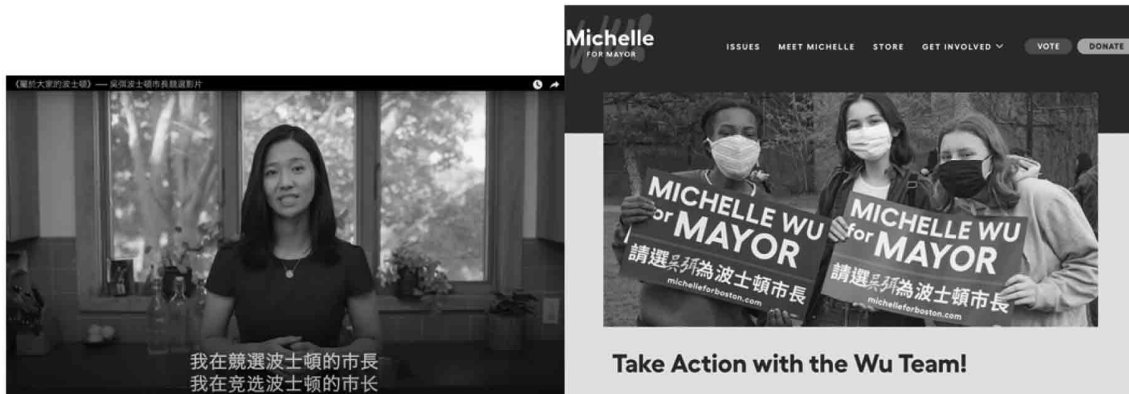 《屬於大家的波士頓》── 吳弭波士頓市長競選影片
我在競選波士頓的市長
我在竞选波士顿的市长
Michelle
FOR MAYOR
ISSUES MEET MICHELLE STORE GET INVOLVED VOTE DONATE
MICHELLE WU
for MAYOR
請選吳弭為波士頓市長
michelleforboston.com
MICHELLE WU
for MAYOR
請選吳弭為波士頓市長
michelleforboston.com
Take Action with the Wu Team!